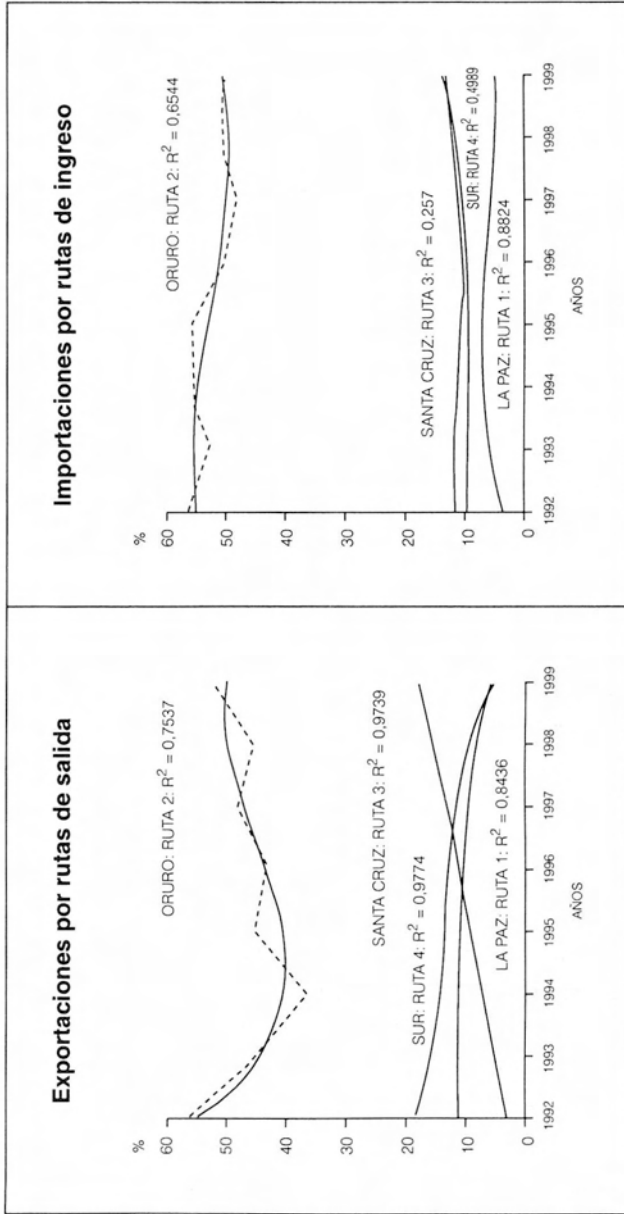 Exportaciones por rutas de salida
%
60
50
40
30
20
10
0
ORURO: RUTA 2: R² = 0,7537
SANTA CRUZ: RUTA 3: R² = 0,9739
SUR: RUTA 4: R² = 0,9774
LA PAZ: RUTA 1: R² = 0,8436
1992 1993 1994 1995 1996 1997 1998 1999
AÑOS
Importaciones por rutas de ingreso
%
60
50
40
30
20
10
0
ORURO: RUTA 2: R² = 0,6544
SANTA CRUZ: RUTA 3: R² = 0,257
SUR: RUTA 4: R² = 0,4989
LA PAZ: RUTA 1: R² = 0,8824
1992 1993 1994 1995 1996 1997 1998 1999
AÑOS